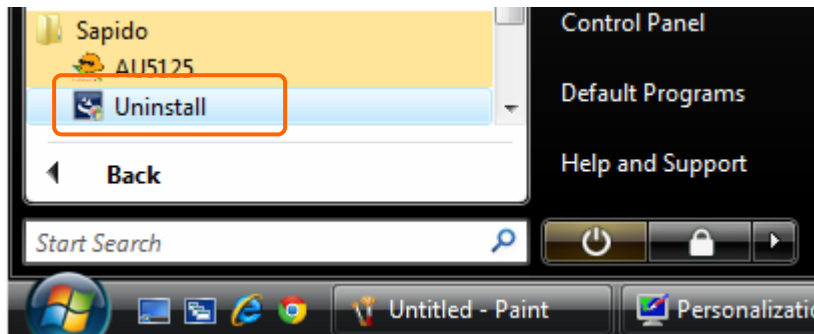 Sapido
AU5125
Uninstall
Back
Start Search
Control Panel
Default Programs
Help and Support
Untitled - Paint
Personalizatio